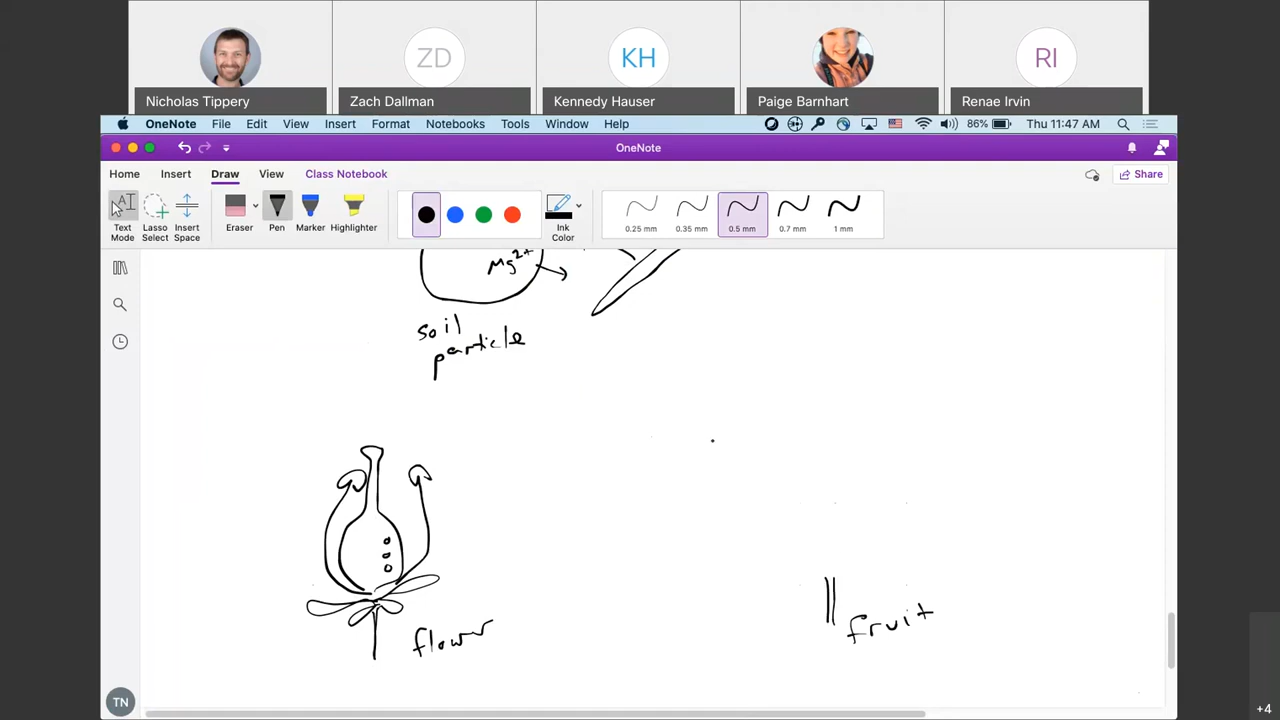 ZD
KH
RI
Nicholas Tippery
Zach Dallman
Kennedy Hauser
Paige Barnhart
Renae Irvin
OneNote File Edit View Insert Format Notebooks Tools Window Help
86% Thu 11:47 AM
OneNote
Home Insert Draw View Class Notebook
Share
Text Mode
Lasso Select
Insert Space
Eraser
Pen
Marker
Highlighter
Ink Color
0.25 mm
0.35 mm
0.5 mm
0.7 mm
1 mm
Mg2+
soil
particle
flower
fruit
TN
+4